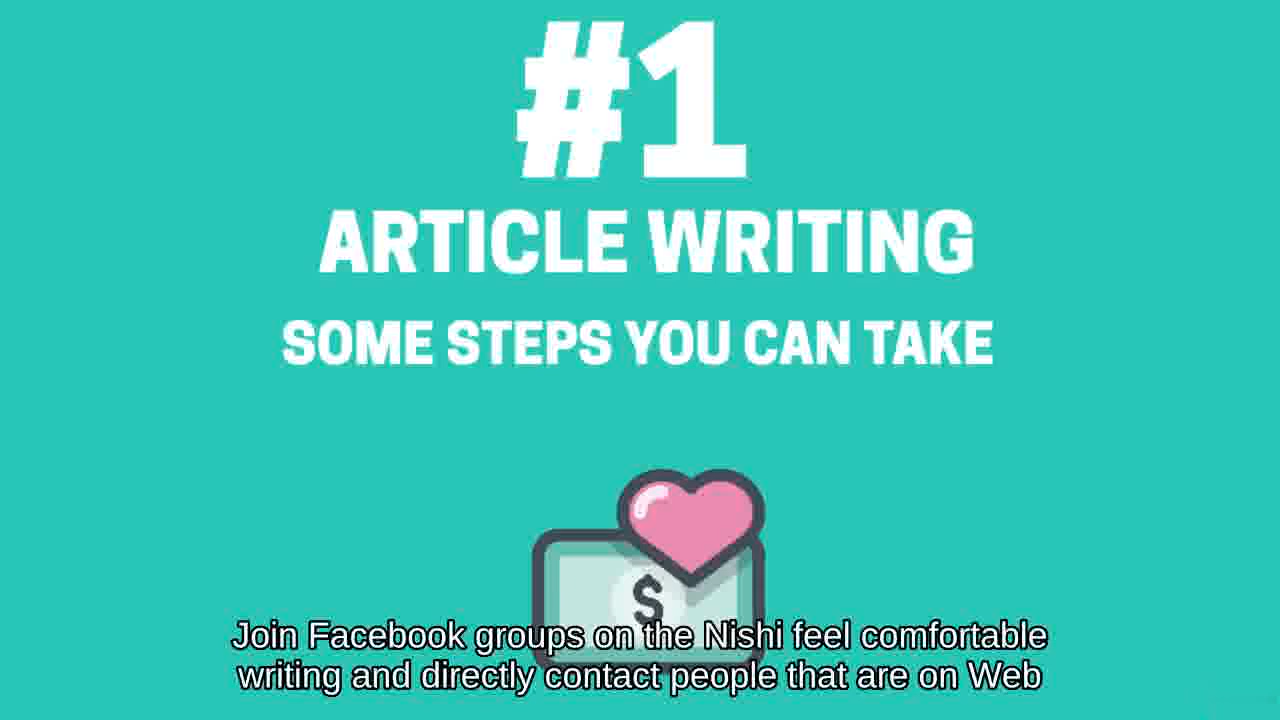 #1
ARTICLE WRITING
SOME STEPS YOU CAN TAKE
$
Join Facebook groups on the Nishi feel comfortable
writing and directly contact people that are on Web